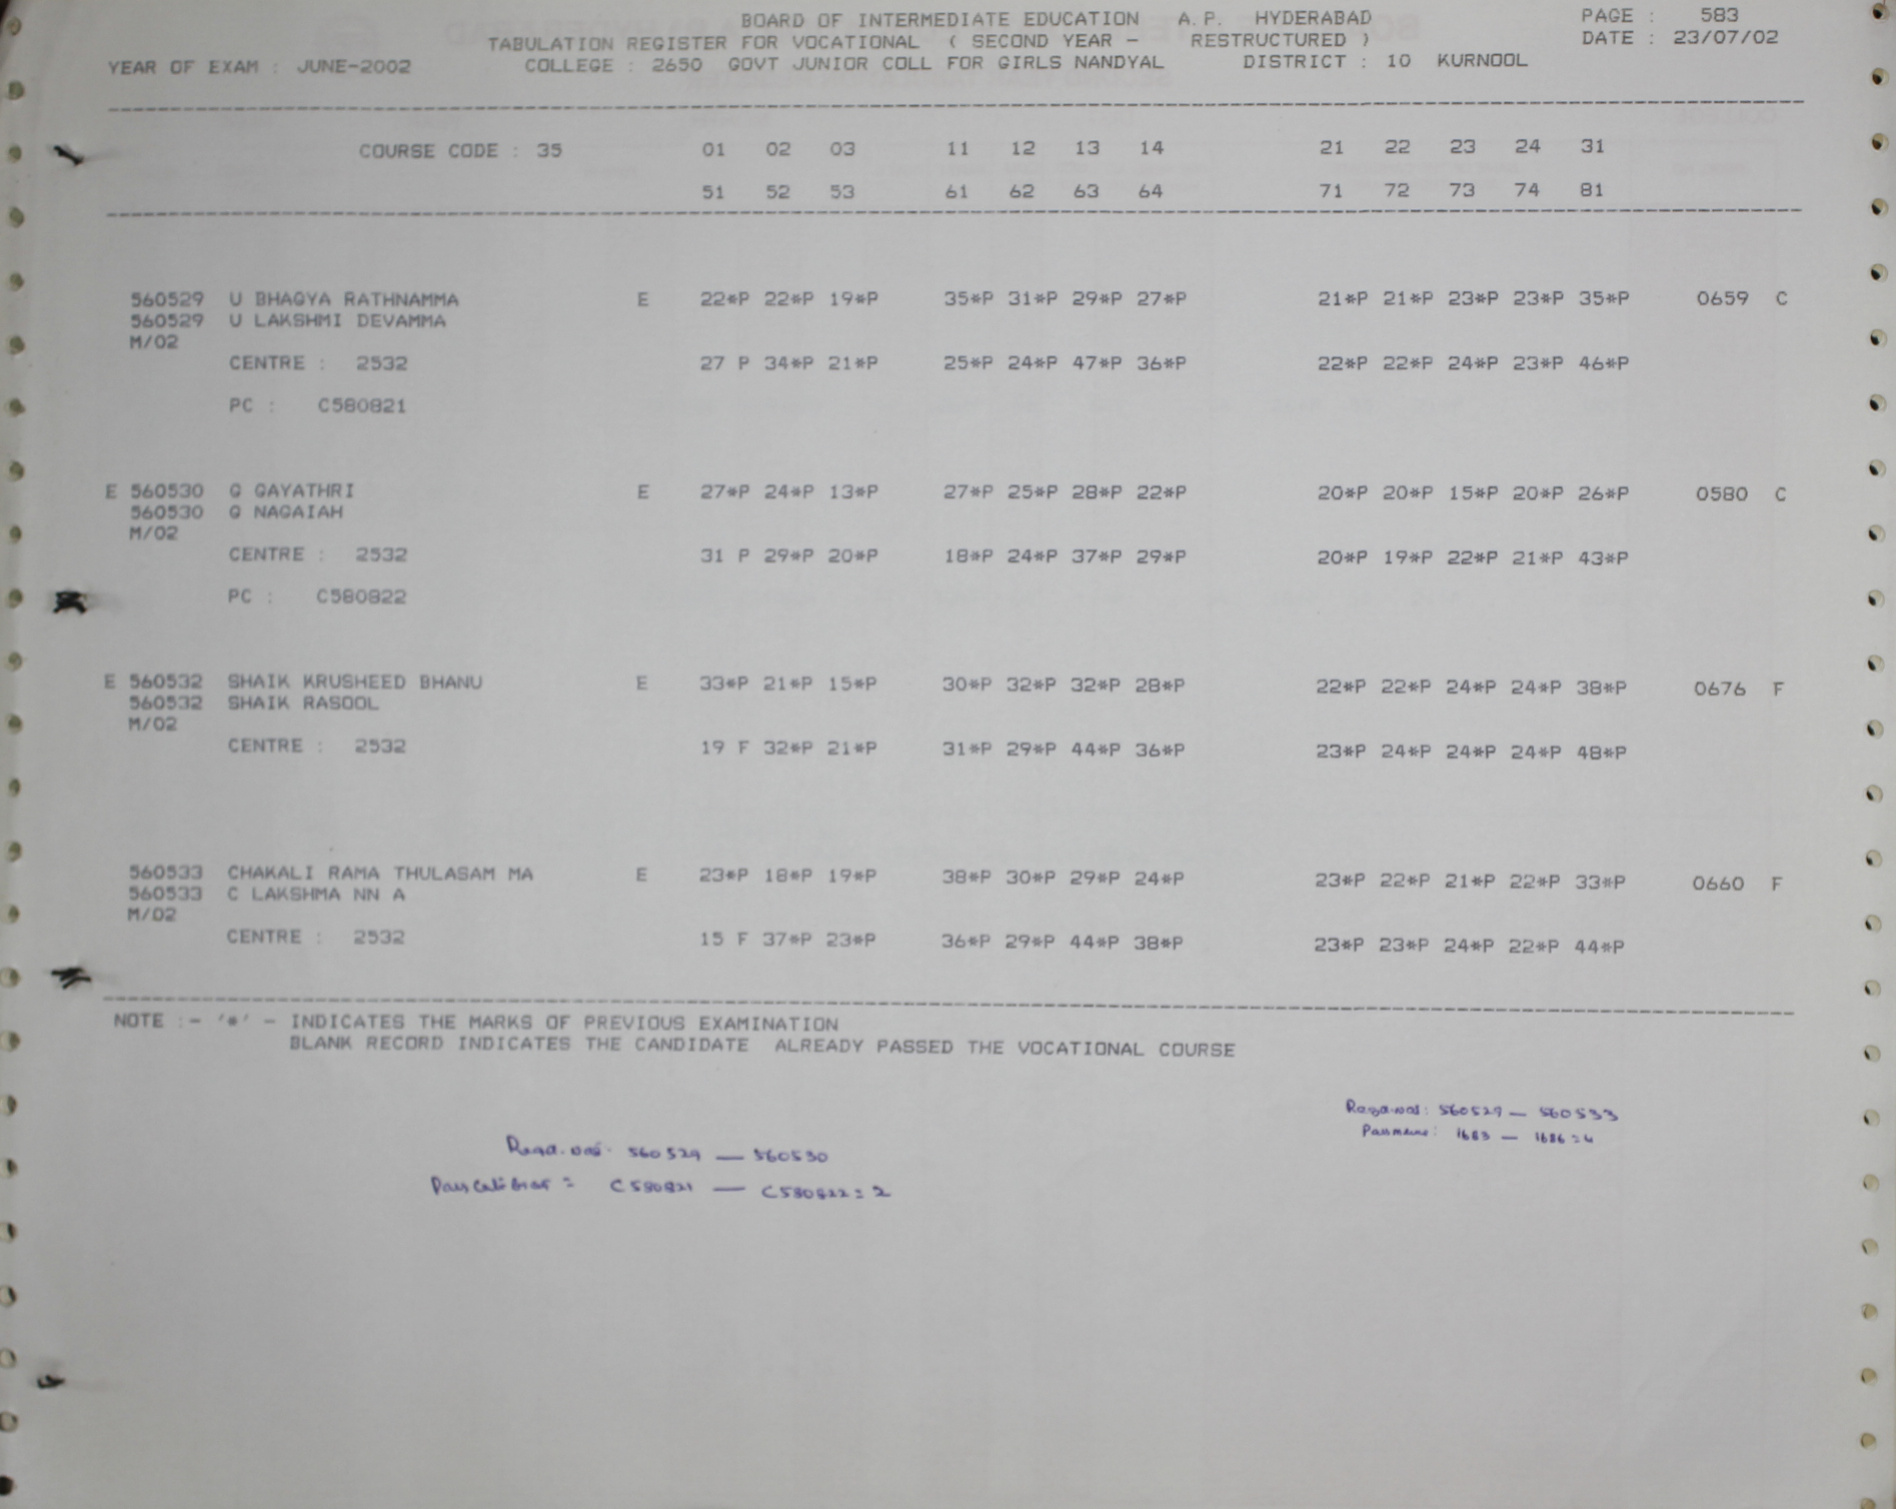 BOARD OF INTERMEDIATE EDUCATION A.P. HYDERABAD PAGE : 583
TABULATION REGISTER FOR VOCATIONAL ( SECOND YEAR - RESTRUCTURED ) DATE : 23/07/02
YEAR OF EXAM : JUNE-2002 COLLEGE : 2650 GOVT JUNIOR COLL FOR GIRLS NANDYAL DISTRICT : 10 KURNOOL
COURSE CODE : 35 01 02 03 11 12 13 14 21 22 23 24 31
51 52 53 61 62 63 64 71 72 73 74 81
560529 U BHAGYA RATHNAMMA E 22*P 22*P 19*P 35*P 31*P 29*P 27*P 21*P 21*P 23*P 23*P 35*P 0659 C
560529 U LAKSHMI DEVAMMA
M/02
CENTRE : 2532 27 P 34*P 21*P 25*P 24*P 47*P 36*P 22*P 22*P 24*P 23*P 46*P
PC : C580821
E 560530 G GAYATHRI E 27*P 24*P 13*P 27*P 25*P 28*P 22*P 20*P 20*P 15*P 20*P 26*P 0580 C
560530 G NAGAIAH
M/02
CENTRE : 2532 31 P 29*P 20*P 18*P 24*P 37*P 29*P 20*P 19*P 22*P 21*P 43*P
PC : C580822
E 560532 SHAIK KRUSHEED BHANU E 33*P 21*P 15*P 30*P 32*P 32*P 28*P 22*P 22*P 24*P 24*P 38*P 0676 F
560532 SHAIK RASOOL
M/02
CENTRE : 2532 19 F 32*P 21*P 31*P 29*P 44*P 36*P 23*P 24*P 24*P 24*P 48*P
560533 CHAKALI RAMA THULASAM MA E 23*P 18*P 19*P 38*P 30*P 29*P 24*P 23*P 22*P 21*P 22*P 33*P 0660 F
560533 C LAKSHMA NN A
M/02
CENTRE : 2532 15 F 37*P 23*P 36*P 29*P 44*P 38*P 23*P 23*P 24*P 22*P 44*P
NOTE :- '*' - INDICATES THE MARKS OF PREVIOUS EXAMINATION
BLANK RECORD INDICATES THE CANDIDATE ALREADY PASSED THE VOCATIONAL COURSE
560529 — 560533
1683 — 1686 = 4
560529 — 560530
C580821 — C580822 = 2